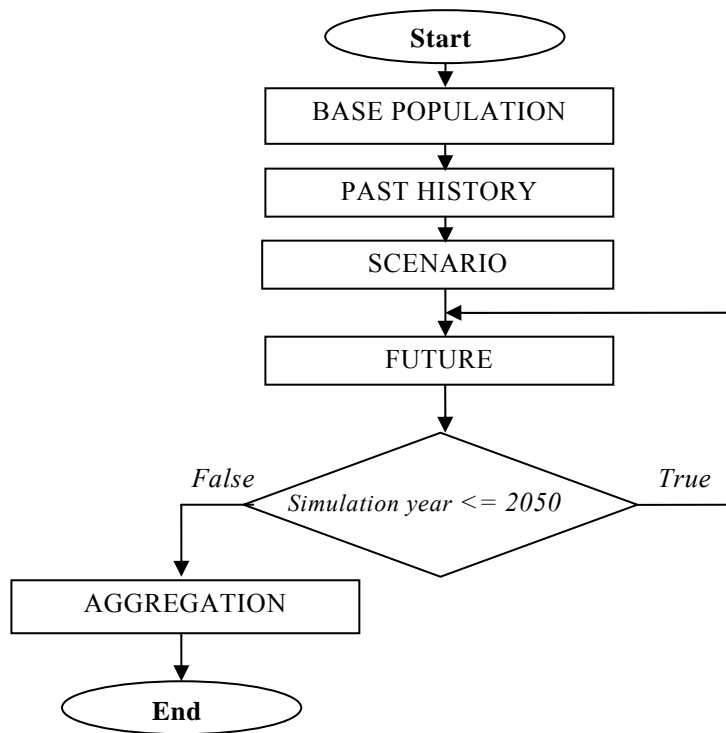 Start
BASE POPULATION
PAST HISTORY
SCENARIO
FUTURE
False
True
Simulation year <= 2050
AGGREGATION
End